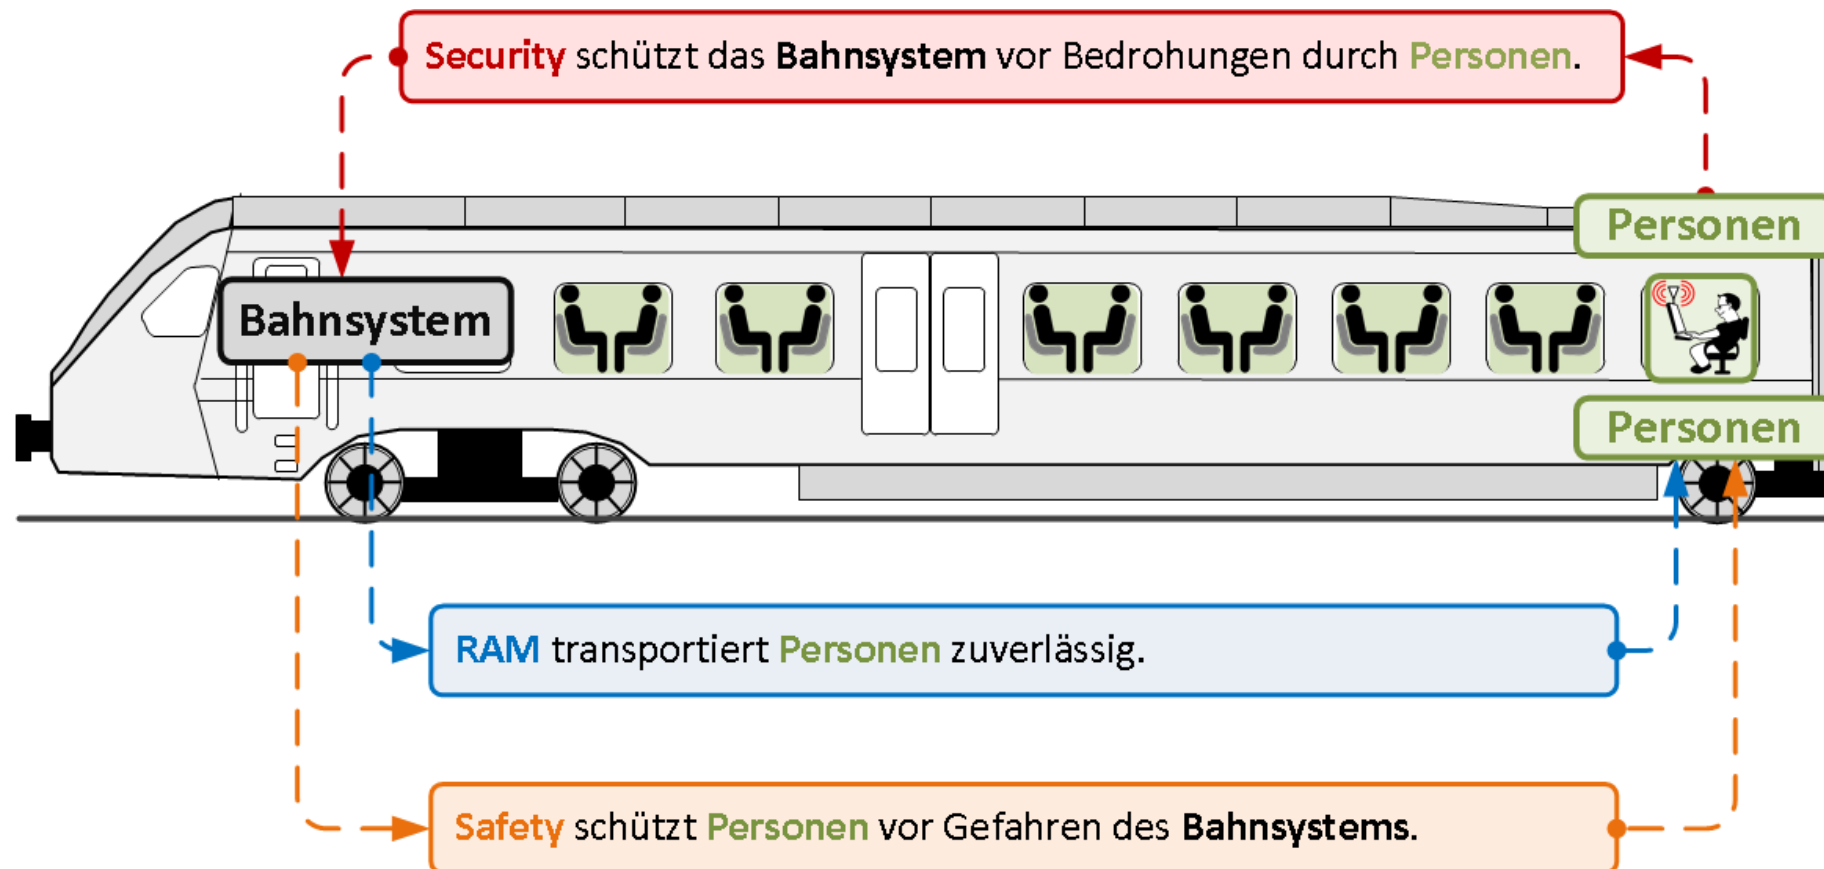 Security schützt das Bahnsystem vor Bedrohungen durch Personen.
Personen
Bahnsystem
Personen
RAM transportiert Personen zuverlässig.
Safety schützt Personen vor Gefahren des Bahnsystems.